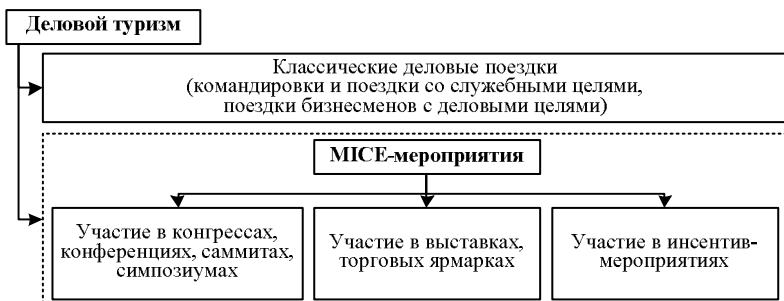 Деловой туризм
Классические деловые поездки
(командировки и поездки со служебными целями,
поездки бизнесменов с деловыми целями)
MICE-мероприятия
Участие в конгрессах,
конференциях, саммитах,
симпозиумах
Участие в выставках,
торговых ярмарках
Участие в инсентив-
мероприятиях